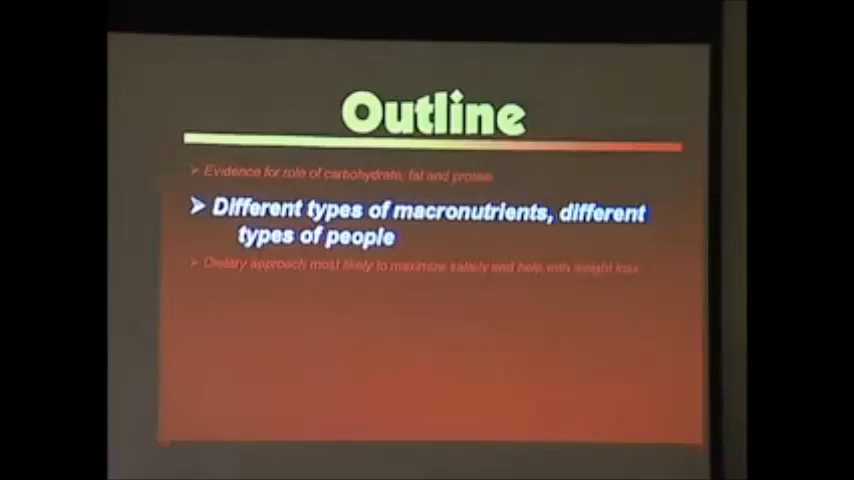 Outline
➢ Evidence for role of carbohydrate, fat and protein
➢ Different types of macronutrients, different
types of people
➢ Dietary approach most likely to maximize satiety and help with weight loss